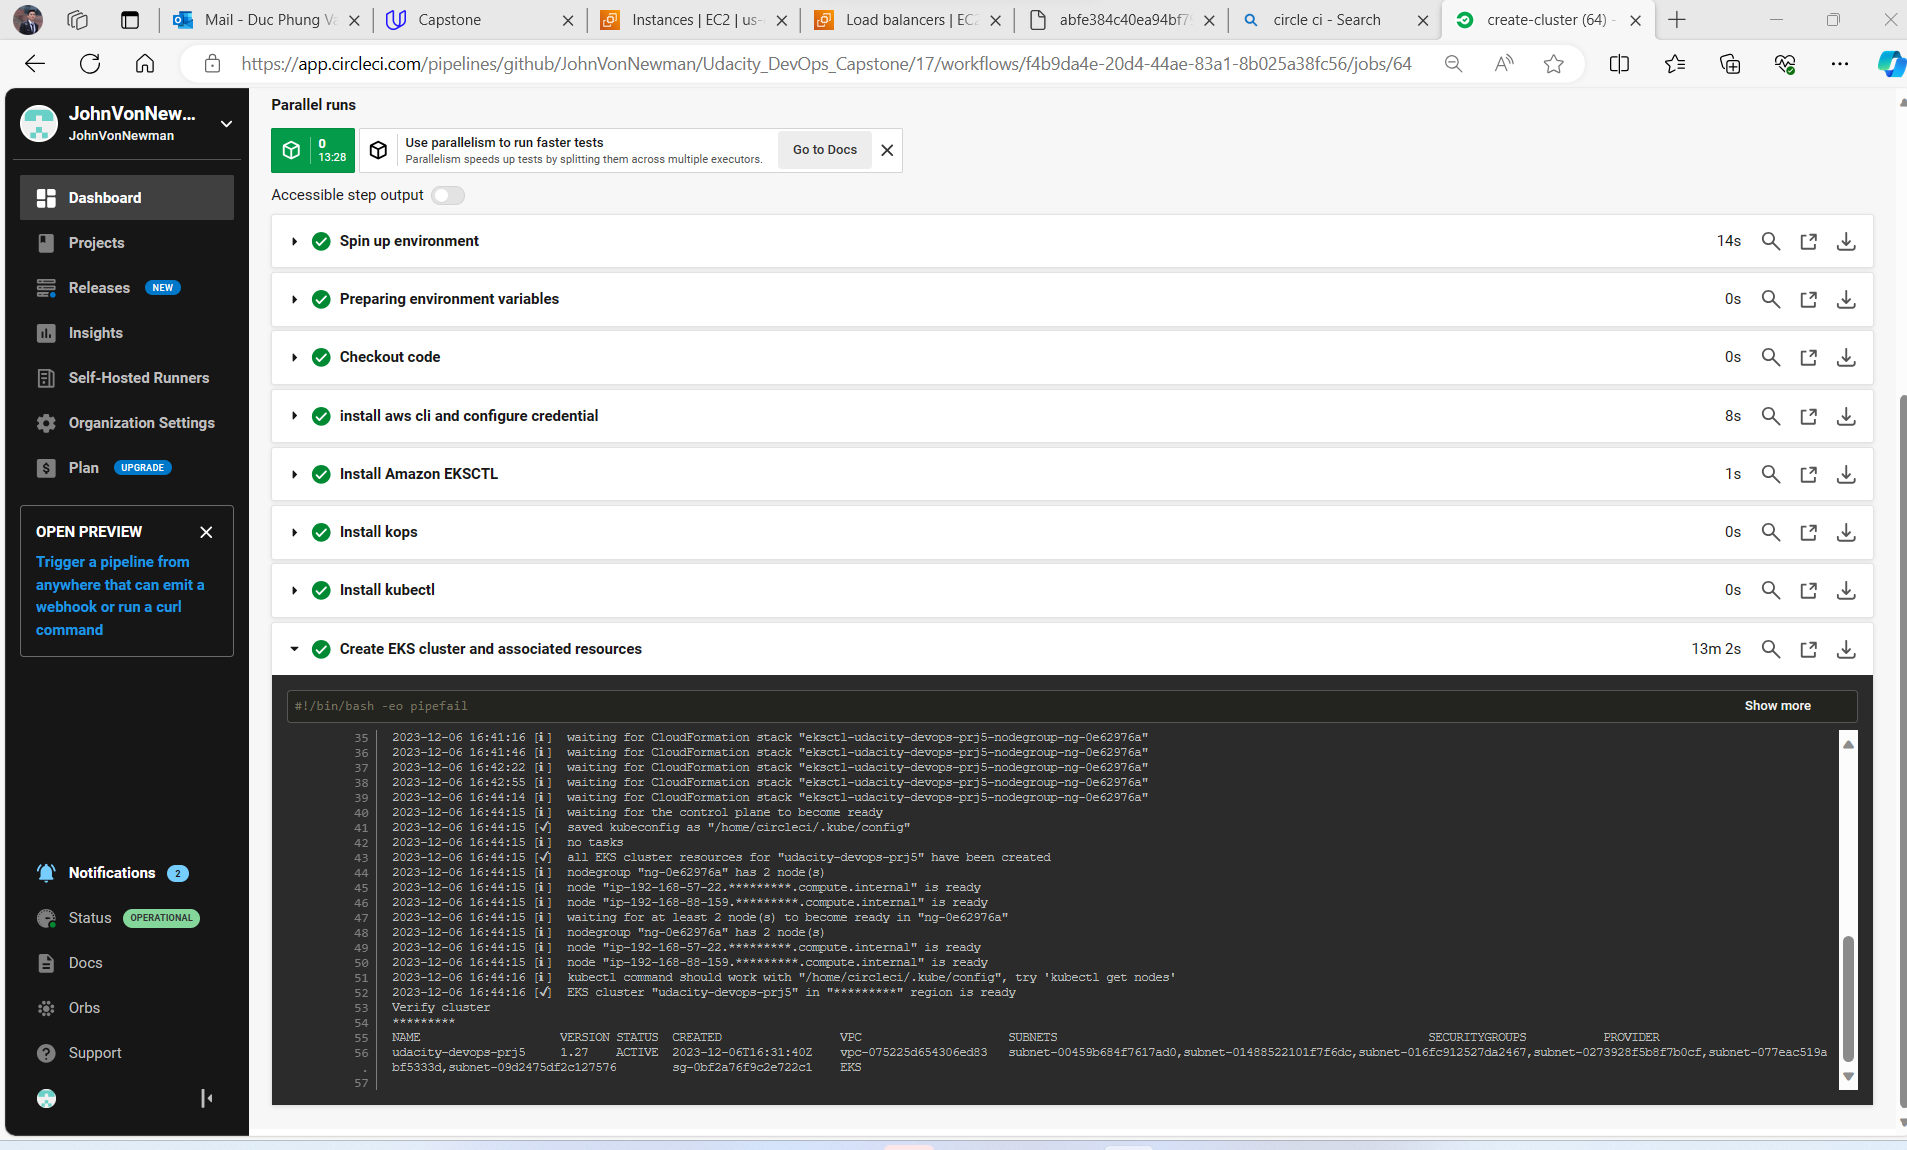 Mail - Duc Phung Va
Capstone
Instances | EC2 | us-
Load balancers | EC2
abfe384c40ea94bf7
circle ci - Search
create-cluster (64) -
https://app.circleci.com/pipelines/github/JohnVonNewman/Udacity_DevOps_Capstone/17/workflows/f4b9da4e-20d4-44ae-83a1-8b025a38fc56/jobs/64
JohnVonNew...
JohnVonNewman
Dashboard
Projects
Releases NEW
Insights
Self-Hosted Runners
Organization Settings
Plan UPGRADE
OPEN PREVIEW
Trigger a pipeline from
anywhere that can emit a
webhook or run a curl
command
Notifications 2
Status OPERATIONAL
Docs
Orbs
Support
Parallel runs
0
13:28
Use parallelism to run faster tests
Parallelism speeds up tests by splitting them across multiple executors.
Go to Docs
Accessible step output
Spin up environment 14s
Preparing environment variables 0s
Checkout code 0s
install aws cli and configure credential 8s
Install Amazon EKSCTL 1s
Install kops 0s
Install kubectl 0s
Create EKS cluster and associated resources 13m 2s
#!/bin/bash -eo pipefail Show more
35 2023-12-06 16:41:16 [ℹ]  waiting for CloudFormation stack "eksctl-udacity-devops-prj5-nodegroup-ng-0e62976a"
36 2023-12-06 16:41:46 [ℹ]  waiting for CloudFormation stack "eksctl-udacity-devops-prj5-nodegroup-ng-0e62976a"
37 2023-12-06 16:42:22 [ℹ]  waiting for CloudFormation stack "eksctl-udacity-devops-prj5-nodegroup-ng-0e62976a"
38 2023-12-06 16:42:55 [ℹ]  waiting for CloudFormation stack "eksctl-udacity-devops-prj5-nodegroup-ng-0e62976a"
39 2023-12-06 16:44:14 [ℹ]  waiting for CloudFormation stack "eksctl-udacity-devops-prj5-nodegroup-ng-0e62976a"
40 2023-12-06 16:44:15 [ℹ]  waiting for the control plane to become ready
41 2023-12-06 16:44:15 [✔]  saved kubeconfig as "/home/circleci/.kube/config"
42 2023-12-06 16:44:15 [ℹ]  no tasks
43 2023-12-06 16:44:15 [✔]  all EKS cluster resources for "udacity-devops-prj5" have been created
44 2023-12-06 16:44:15 [ℹ]  nodegroup "ng-0e62976a" has 2 node(s)
45 2023-12-06 16:44:15 [ℹ]  node "ip-192-168-57-22.*********.compute.internal" is ready
46 2023-12-06 16:44:15 [ℹ]  node "ip-192-168-88-159.*********.compute.internal" is ready
47 2023-12-06 16:44:15 [ℹ]  waiting for at least 2 node(s) to become ready in "ng-0e62976a"
48 2023-12-06 16:44:15 [ℹ]  nodegroup "ng-0e62976a" has 2 node(s)
49 2023-12-06 16:44:15 [ℹ]  node "ip-192-168-57-22.*********.compute.internal" is ready
50 2023-12-06 16:44:15 [ℹ]  node "ip-192-168-88-159.*********.compute.internal" is ready
51 2023-12-06 16:44:16 [ℹ]  kubectl command should work with "/home/circleci/.kube/config", try 'kubectl get nodes'
52 2023-12-06 16:44:16 [✔]  EKS cluster "udacity-devops-prj5" in "*********" region is ready
53 Verify cluster
54 *********
55 NAME VERSION STATUS CREATED VPC SUBNETS SECURITYGROUPS PROVIDER
56 udacity-devops-prj5 1.27 ACTIVE 2023-12-06T16:31:40Z vpc-075225d654306ed83 subnet-00459b684f7617ad0,subnet-01488522101f7f6dc,subnet-016fc912527da2467,subnet-0273928f5b8f7b0cf,subnet-077eac519a
. bf5333d,subnet-09d2475df2c127576 sg-0bf2a76f9c2e722c1 EKS
57